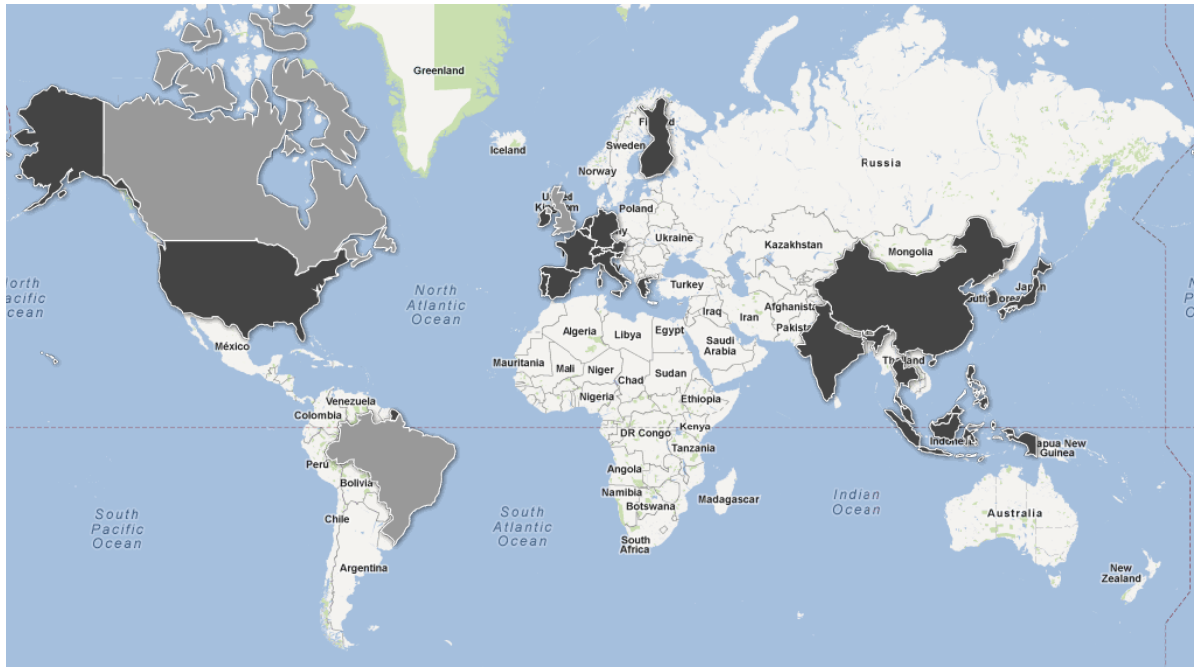 Greenland
Iceland
Sweden
Norway
Russia
United
Kingdom
Poland
Ukraine
Kazakhstan
Mongolia
North
Atlantic
Ocean
Turkey
Japan
Afghanistan
Iraq
Iran
México
Algeria
Libya
Egypt
Saudi
Arabia
Mauritania
Mali
Niger
Chad
Sudan
Thailand
Nigeria
Ethiopia
Venezuela
Colombia
DR Congo
Kenya
Tanzania
Papua New
Guinea
Perú
Bolivia
Angola
Namibia
Botswana
Madagascar
Indian
Ocean
South
Pacific
Ocean
Chile
South
Atlantic
Ocean
South
Africa
Australia
Argentina
New
Zealand